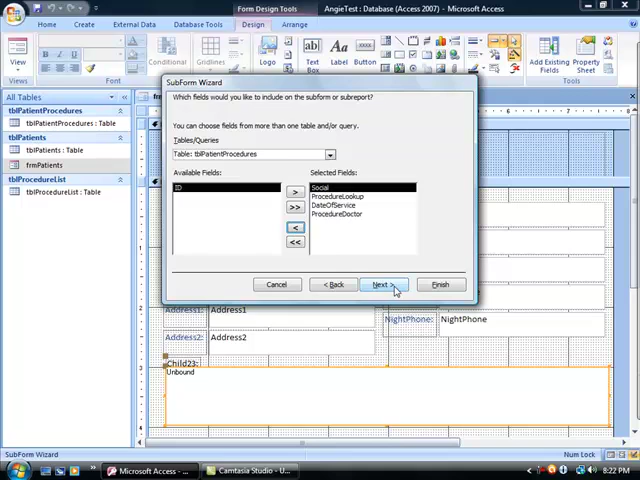 Form Design Tools
AngieTest : Database (Access 2007) - Microsoft Access
Home
Create
External Data
Database Tools
Design
Arrange
View
Views
Font
Logo
ab|
Text
Label
Button
Add Existing
Fields
Property
Sheet
Tools
All Tables
tblPatientProcedures
tblPatientProcedures : Table
tblPatients
tblPatients : Table
frmPatients
tblProcedureList
tblProcedureList : Table
SubForm Wizard
Which fields would you like to include on the subform or subreport?
You can choose fields from more than one table and/or query.
Tables/Queries
Table: tblPatientProcedures
Available Fields:
Selected Fields:
ID
Social
ProcedureLookup
DateOfService
ProcedureDoctor
>
>>
<
<<
Cancel
< Back
Next >
Finish
Address1:
Address1
Address2:
Address2
NightPhone:
NightPhone
Child23:
Unbound
3
4
SubForm Wizard
Num Lock
Microsoft Access - ...
Camtasia Studio - U...
8:22 PM